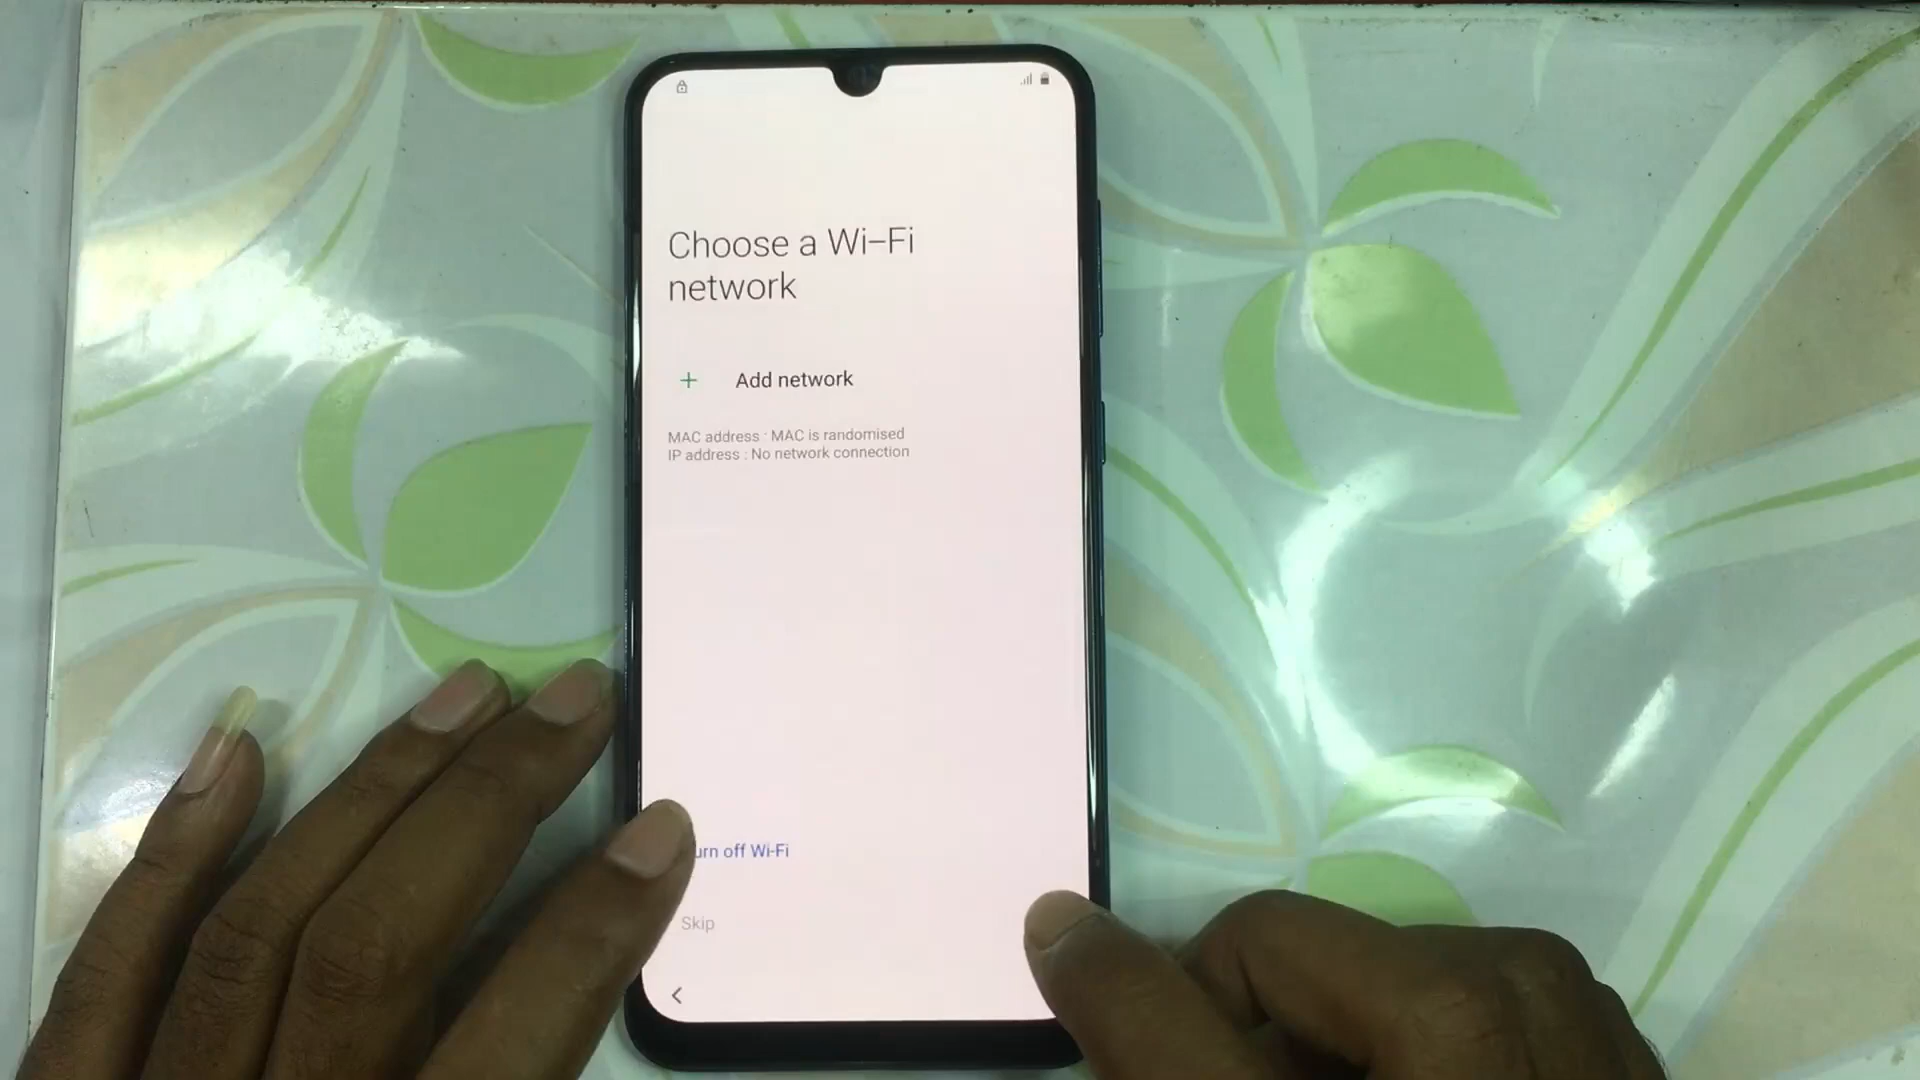 Choose a Wi-Fi
network
+ Add network
MAC address : MAC is randomised
IP address : No network connection
urn off Wi-Fi
Skip